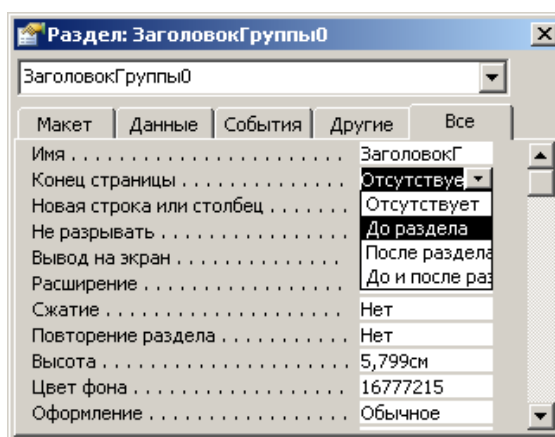 Раздел: ЗаголовокГруппы0
ЗаголовокГруппы0
Макет Данные События Другие Все
Имя . . . . . . . . . . . . . . . . . . . . . . . ЗаголовокГ
Конец страницы . . . . . . . . . . . . . . Отсутствуе
Новая строка или столбец . . . . . . . Отсутствует
Не разрывать . . . . . . . . . . . . . . . . До раздела
Вывод на экран . . . . . . . . . . . . . . После раздела
Расширение . . . . . . . . . . . . . . . . . До и после раз
Сжатие . . . . . . . . . . . . . . . . . . . . Нет
Повторение раздела . . . . . . . . . . . Нет
Высота . . . . . . . . . . . . . . . . . . . . 5,799см
Цвет фона . . . . . . . . . . . . . . . . . . 16777215
Оформление . . . . . . . . . . . . . . . . . Обычное